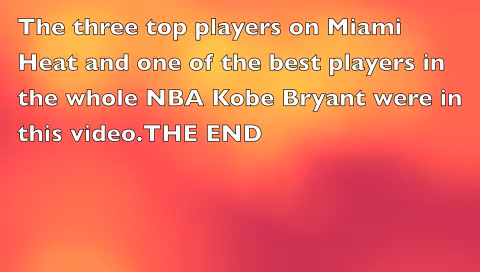 The three top players on Miami
Heat and one of the best players in
the whole NBA Kobe Bryant were in
this video.THE END